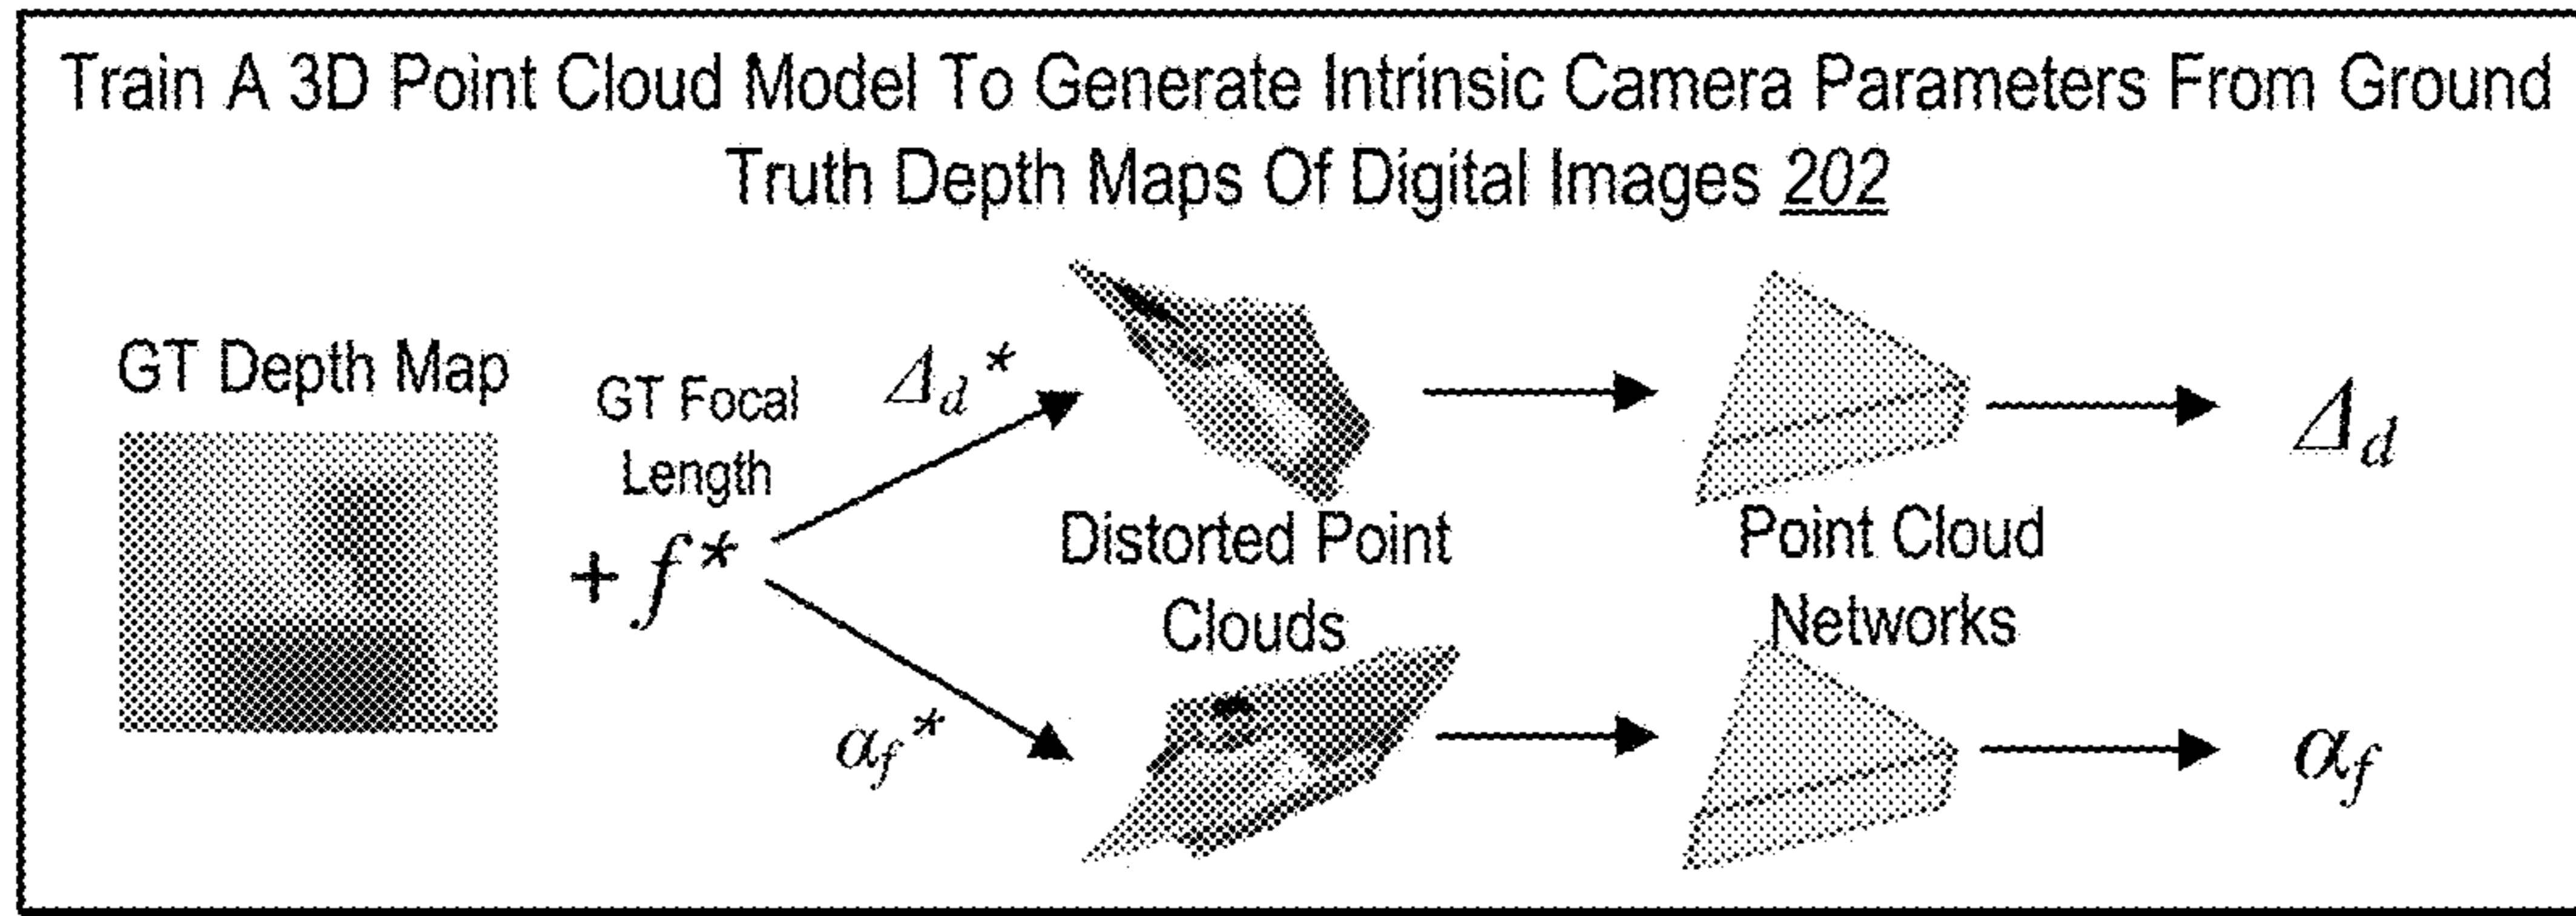 Train A 3D Point Cloud Model To Generate Intrinsic Camera Parameters From Ground
Truth Depth Maps Of Digital Images 202
GT Depth Map
GT Focal
Length
+ f*
Δd*
αf*
Distorted Point
Clouds
Point Cloud
Networks
Δd
αf